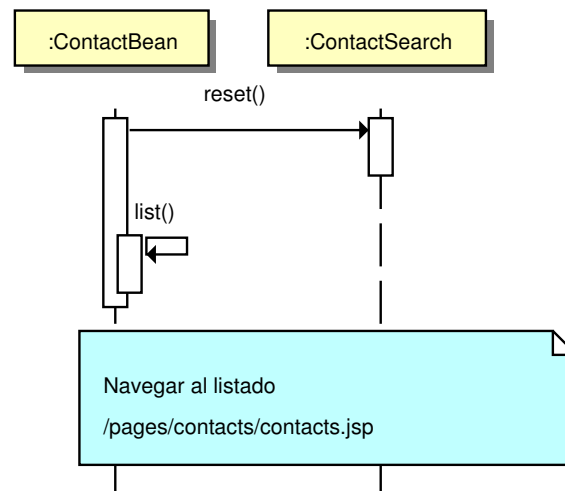 :ContactBean
:ContactSearch
reset()
list()
Navegar al listado
/pages/contacts/contacts.jsp